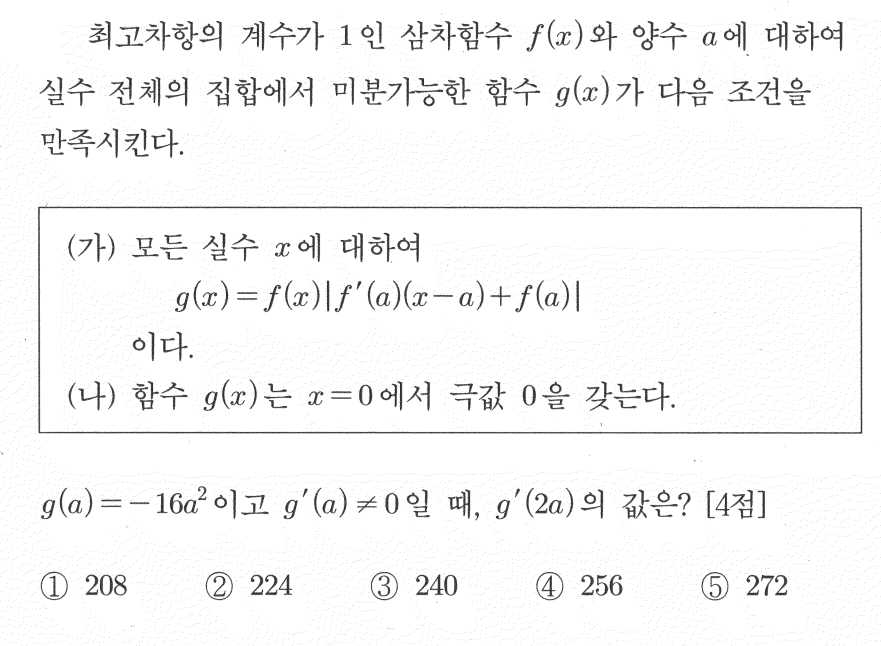 최고차항의 계수가 1인 삼차함수 f(x)와 양수 a에 대하여
실수 전체의 집합에서 미분가능한 함수 g(x)가 다음 조건을
만족시킨다.
(가) 모든 실수 x에 대하여
g(x)=f(x)|f′(a)(x-a)+f(a)|
이다.
(나) 함수 g(x)는 x=0에서 극값 0을 갖는다.
g(a)=-16a²이고 g′(a)≠0일 때, g′(2a)의 값은? [4점]
① 208 ② 224 ③ 240 ④ 256 ⑤ 272